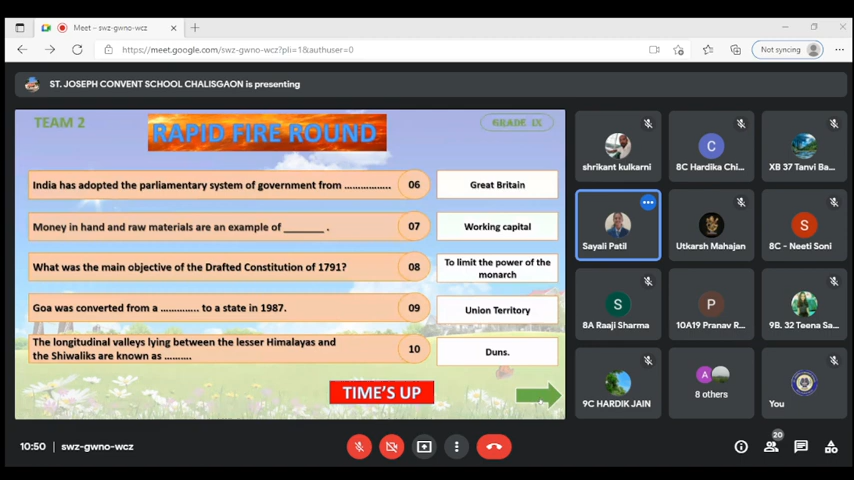 Meet – swz-gwno-wcz
https://meet.google.com/swz-gwno-wcz?pli=1&authuser=0
Not syncing
ST. JOSEPH CONVENT SCHOOL CHALISGAON is presenting
TEAM 2
RAPID FIRE ROUND
GRADE IX
India has adopted the parliamentary system of government from ................. 06 Great Britain
Money in hand and raw materials are an example of _______ . 07 Working capital
What was the main objective of the Drafted Constitution of 1791? 08 To limit the power of the
monarch
Goa was converted from a .............. to a state in 1987. 09 Union Territory
The longitudinal valleys lying between the lesser Himalayas and
the Shiwaliks are known as .......... 10 Duns.
TIME'S UP
shrikant kulkarni
C
8C Hardika Chi...
XB 37 Tanvi Ba...
Sayali Patil
Utkarsh Mahajan
S
8C - Neeti Soni
S
8A Raaji Sharma
P
10A19 Pranav R...
9B. 32 Teena Sa...
9C HARDIK JAIN
A
8 others
You
10:50 | swz-gwno-wcz
20